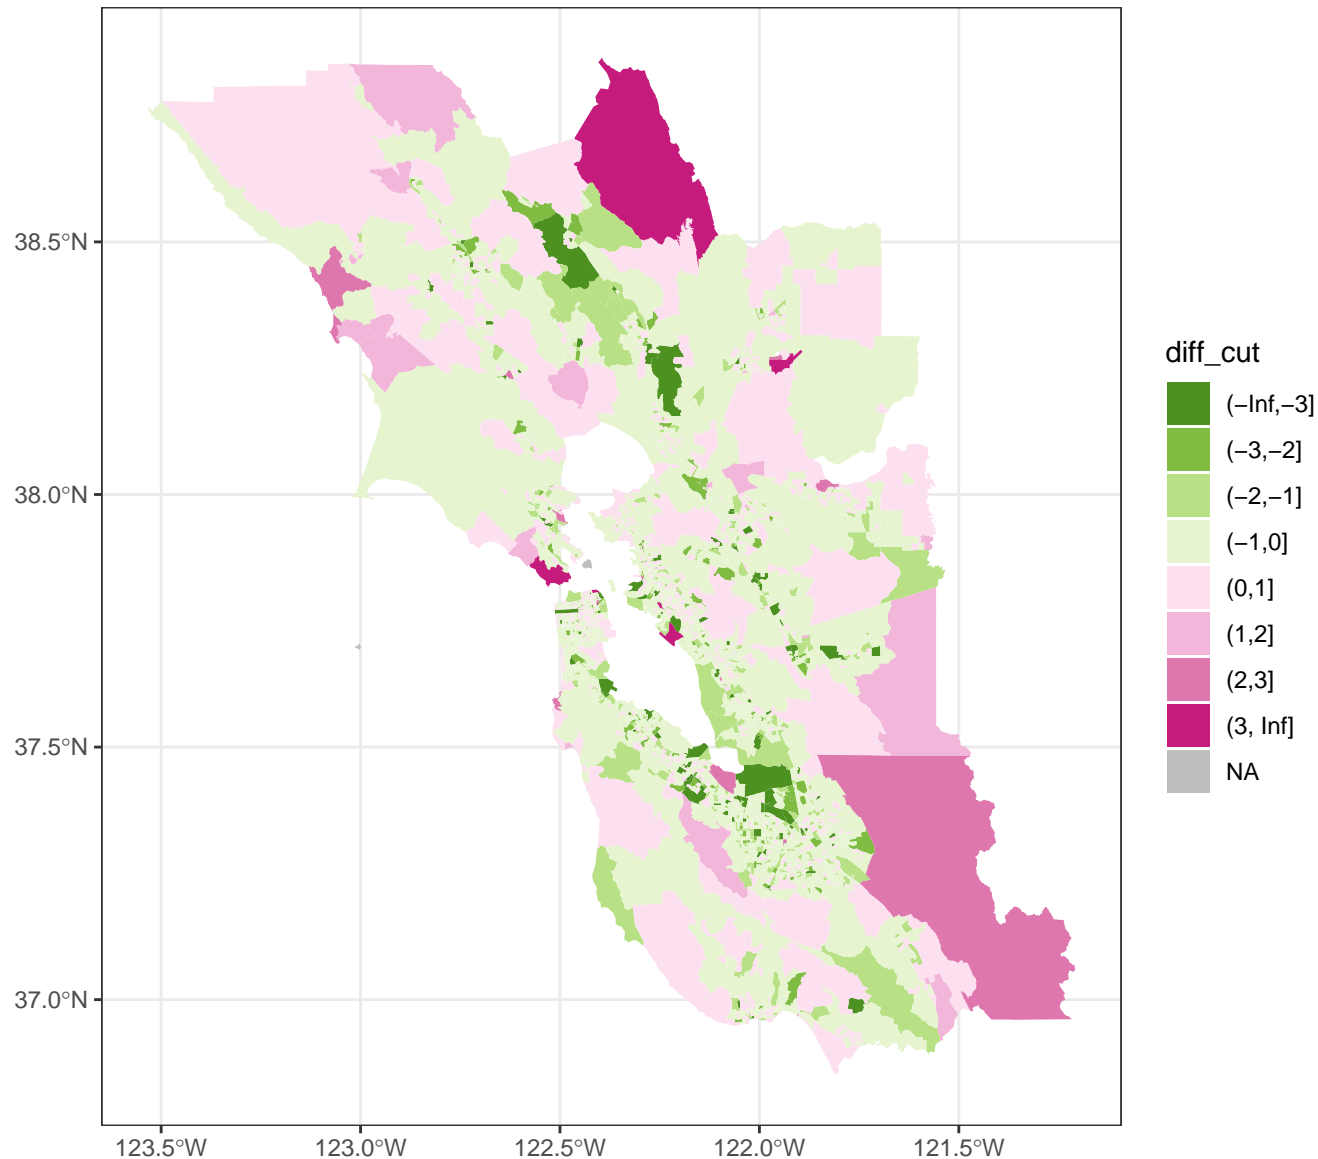 38.5°N
38.0°N
37.5°N
37.0°N
123.5°W
123.0°W
122.5°W
122.0°W
121.5°W
diff_cut
(−Inf,−3]
(−3,−2]
(−2,−1]
(−1,0]
(0,1]
(1,2]
(2,3]
(3, Inf]
NA